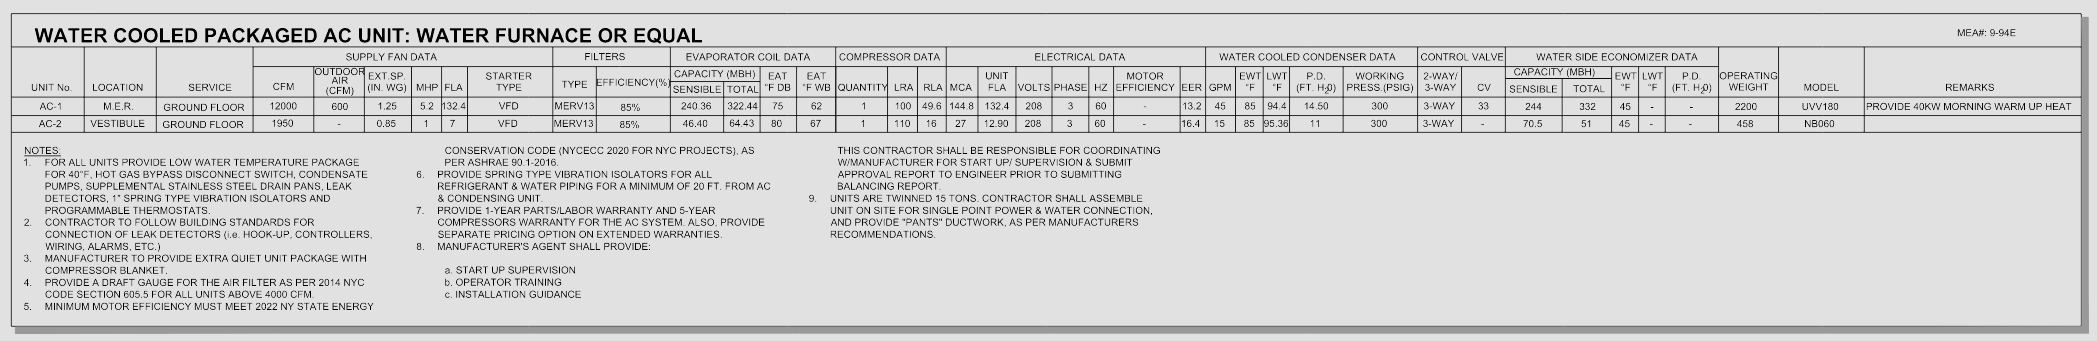 WATER COOLED PACKAGED AC UNIT: WATER FURNACE OR EQUAL
MEA#: 9-94E
SUPPLY FAN DATA FILTERS EVAPORATOR COIL DATA COMPRESSOR DATA ELECTRICAL DATA WATER COOLED CONDENSER DATA CONTROL VALVE WATER SIDE ECONOMIZER DATA
UNIT No. LOCATION SERVICE CFM OUTDOOR AIR (CFM) EXT.SP. (IN. WG) MHP FLA STARTER TYPE TYPE EFFICIENCY(%) CAPACITY (MBH) SENSIBLE TOTAL EAT °F DB EAT °F WB QUANTITY LRA RLA MCA UNIT FLA VOLTS PHASE HZ MOTOR EFFICIENCY EER GPM EWT °F LWT °F P.D. (FT. H2O) WORKING PRESS.(PSIG) 2-WAY/ 3-WAY CV CAPACITY (MBH) SENSIBLE TOTAL EWT °F LWT °F P.D. (FT. H2O) OPERATING WEIGHT MODEL REMARKS
AC-1 M.E.R. GROUND FLOOR 12000 600 1.25 5.2 132.4 VFD MERV13 85% 240.36 322.44 75 62 1 100 49.6 144.8 132.4 208 3 60 - 13.2 45 85 94.4 14.50 300 3-WAY 33 244 332 45 - - 2200 UVV180 PROVIDE 40KW MORNING WARM UP HEAT
AC-2 VESTIBULE GROUND FLOOR 1950 - 0.85 1 7 VFD MERV13 85% 46.40 64.43 80 67 1 110 16 27 12.90 208 3 60 - 16.4 15 85 95.36 11 300 3-WAY - 70.5 51 45 - - 458 NB060
NOTES:
1. FOR ALL UNITS PROVIDE LOW WATER TEMPERATURE PACKAGE
FOR 40°F, HOT GAS BYPASS DISCONNECT SWITCH, CONDENSATE
PUMPS, SUPPLEMENTAL STAINLESS STEEL DRAIN PANS, LEAK
DETECTORS, 1" SPRING TYPE VIBRATION ISOLATORS AND
PROGRAMMABLE THERMOSTATS.
2. CONTRACTOR TO FOLLOW BUILDING STANDARDS FOR
CONNECTION OF LEAK DETECTORS (i.e. HOOK-UP, CONTROLLERS,
WIRING, ALARMS, ETC.)
3. MANUFACTURER TO PROVIDE EXTRA QUIET UNIT PACKAGE WITH
COMPRESSOR BLANKET.
4. PROVIDE A DRAFT GAUGE FOR THE AIR FILTER AS PER 2014 NYC
CODE SECTION 605.5 FOR ALL UNITS ABOVE 4000 CFM.
5. MINIMUM MOTOR EFFICIENCY MUST MEET 2022 NY STATE ENERGY
CONSERVATION CODE (NYCECC 2020 FOR NYC PROJECTS), AS
PER ASHRAE 90.1-2016.
6. PROVIDE SPRING TYPE VIBRATION ISOLATORS FOR ALL
REFRIGERANT & WATER PIPING FOR A MINIMUM OF 20 FT. FROM AC
& CONDENSING UNIT.
7. PROVIDE 1-YEAR PARTS/LABOR WARRANTY AND 5-YEAR
COMPRESSORS WARRANTY FOR THE AC SYSTEM. ALSO, PROVIDE
SEPARATE PRICING OPTION ON EXTENDED WARRANTIES.
8. MANUFACTURER'S AGENT SHALL PROVIDE:
a. START UP SUPERVISION
b. OPERATOR TRAINING
c. INSTALLATION GUIDANCE
THIS CONTRACTOR SHALL BE RESPONSIBLE FOR COORDINATING
W/MANUFACTURER FOR START UP/ SUPERVISION & SUBMIT
APPROVAL REPORT TO ENGINEER PRIOR TO SUBMITTING
BALANCING REPORT.
9. UNITS ARE TWINNED 15 TONS. CONTRACTOR SHALL ASSEMBLE
UNIT ON SITE FOR SINGLE POINT POWER & WATER CONNECTION,
AND PROVIDE "PANTS" DUCTWORK, AS PER MANUFACTURERS
RECOMMENDATIONS.